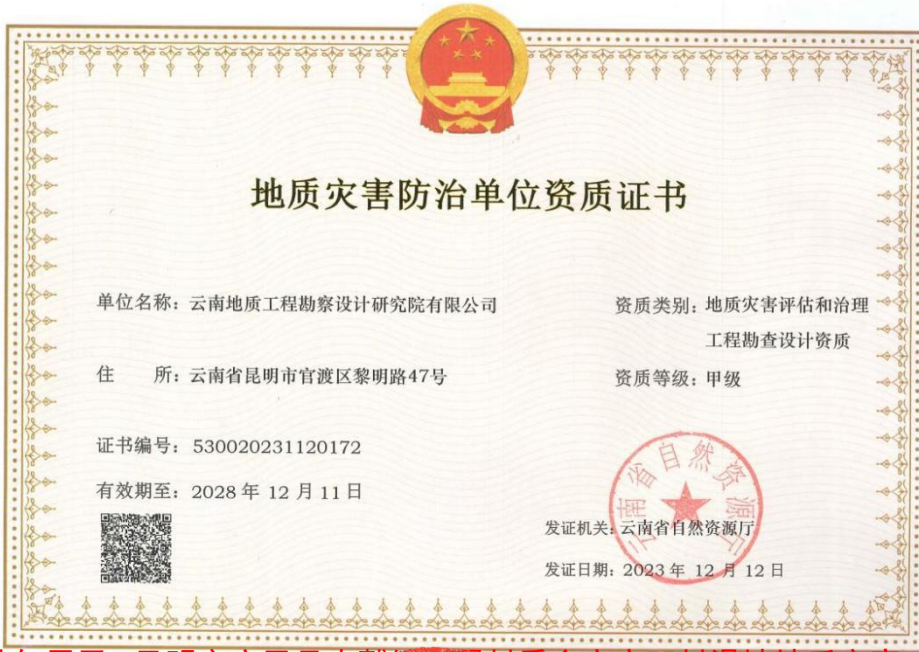 地质灾害防治单位资质证书
单位名称：云南地质工程勘察设计研究院有限公司
资质类别：地质灾害评估和治理
工程勘查设计资质
住 所：云南省昆明市官渡区黎明路47号
资质等级：甲级
证书编号：530020231120172
有效期至：2028 年 12 月 11 日
云南省自然资源厅
发证机关：云南省自然资源厅
发证日期：2023 年 12 月 12 日